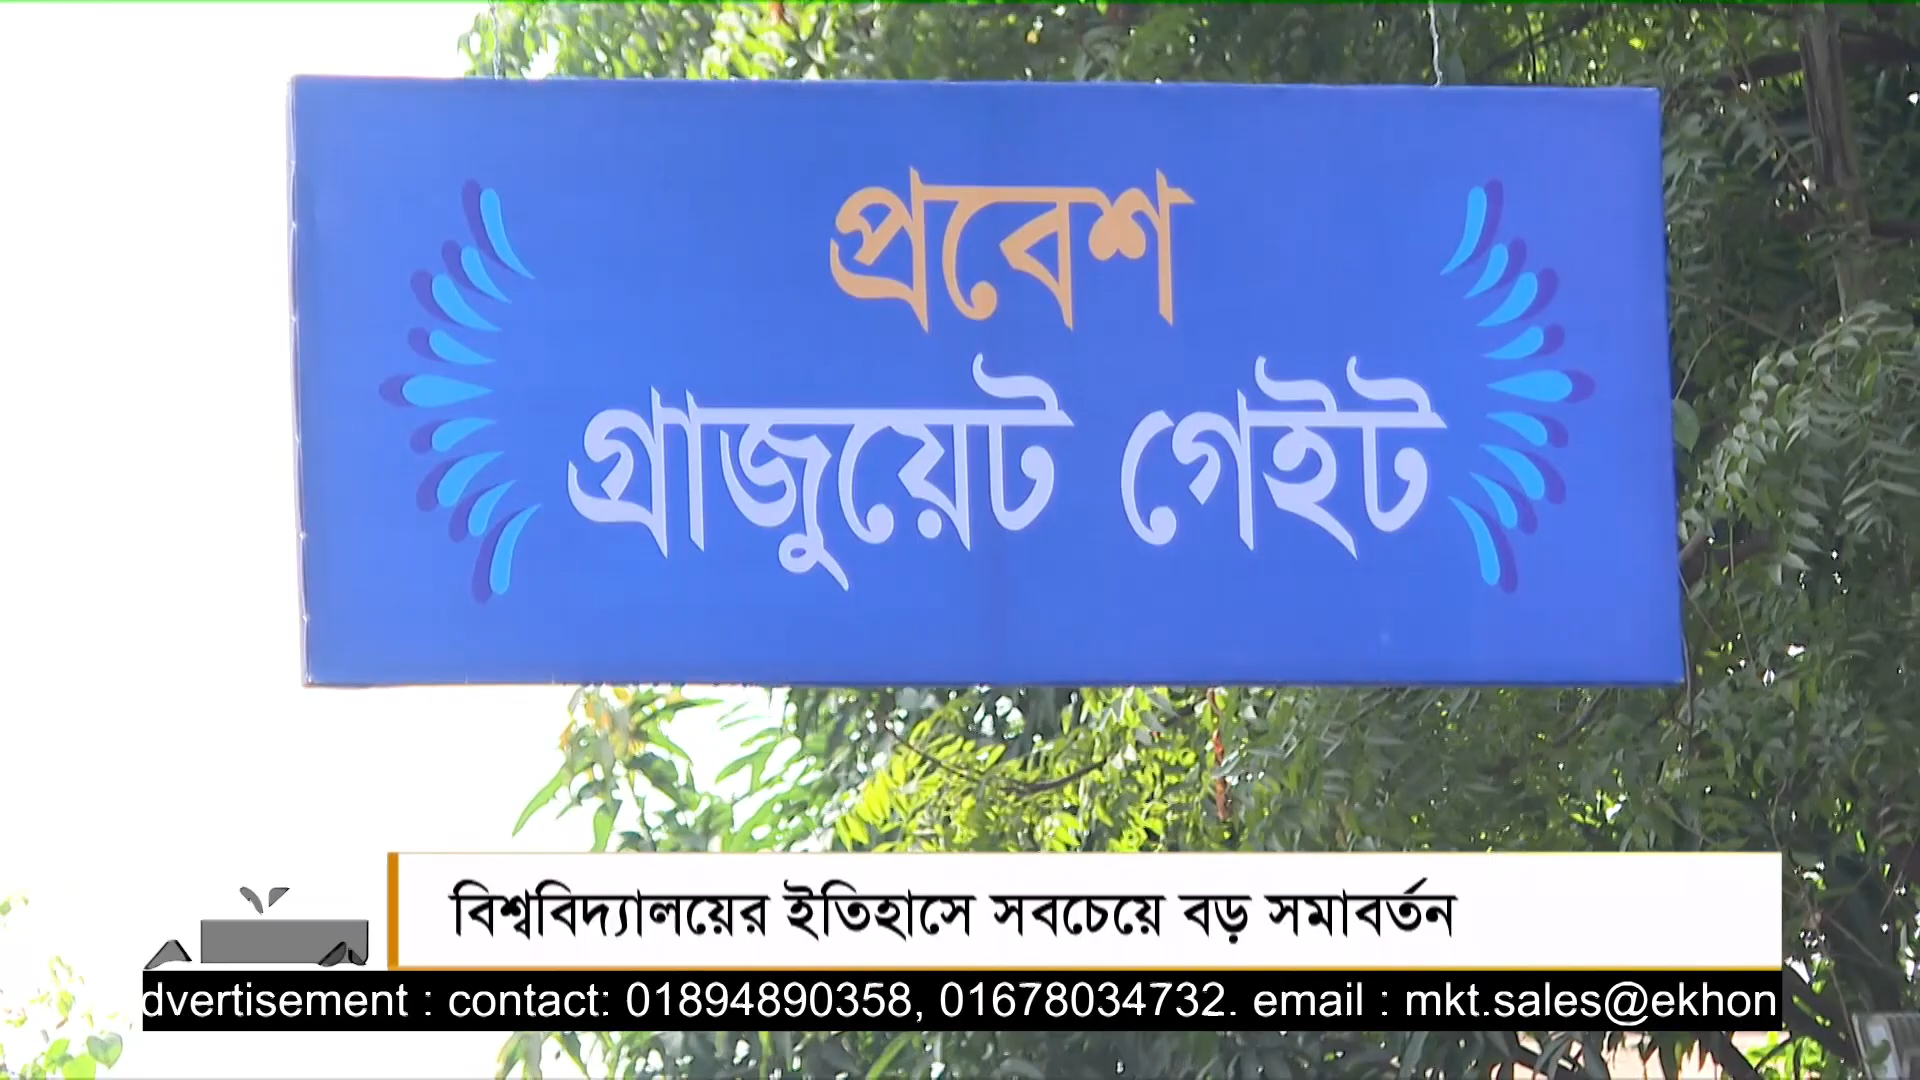 প্রবেশ
গ্রাজুয়েট গেইট
বিশ্ববিদ্যালয়ের ইতিহাসে সবচেয়ে বড় সমাবর্তন
dvertisement : contact: 01894890358, 01678034732. email : mkt.sales@ekhon